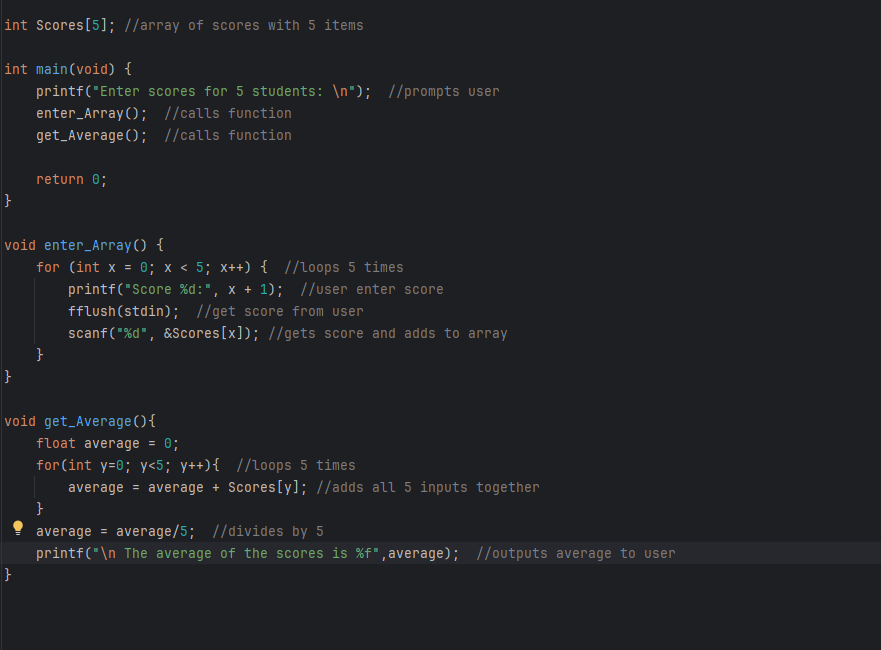 int Scores[5]; //array of scores with 5 items
int main(void) {
printf("Enter scores for 5 students: \n");  //prompts user
enter_Array();  //calls function
get_Average();  //calls function
return 0;
}
void enter_Array() {
for (int x = 0; x < 5; x++) {  //loops 5 times
printf("Score %d:", x + 1);  //user enter score
fflush(stdin);  //get score from user
scanf("%d", &Scores[x]); //gets score and adds to array
}
}
void get_Average(){
float average = 0;
for(int y=0; y<5; y++){  //loops 5 times
average = average + Scores[y]; //adds all 5 inputs together
}
average = average/5;  //divides by 5
printf("\n The average of the scores is %f",average);  //outputs average to user
}